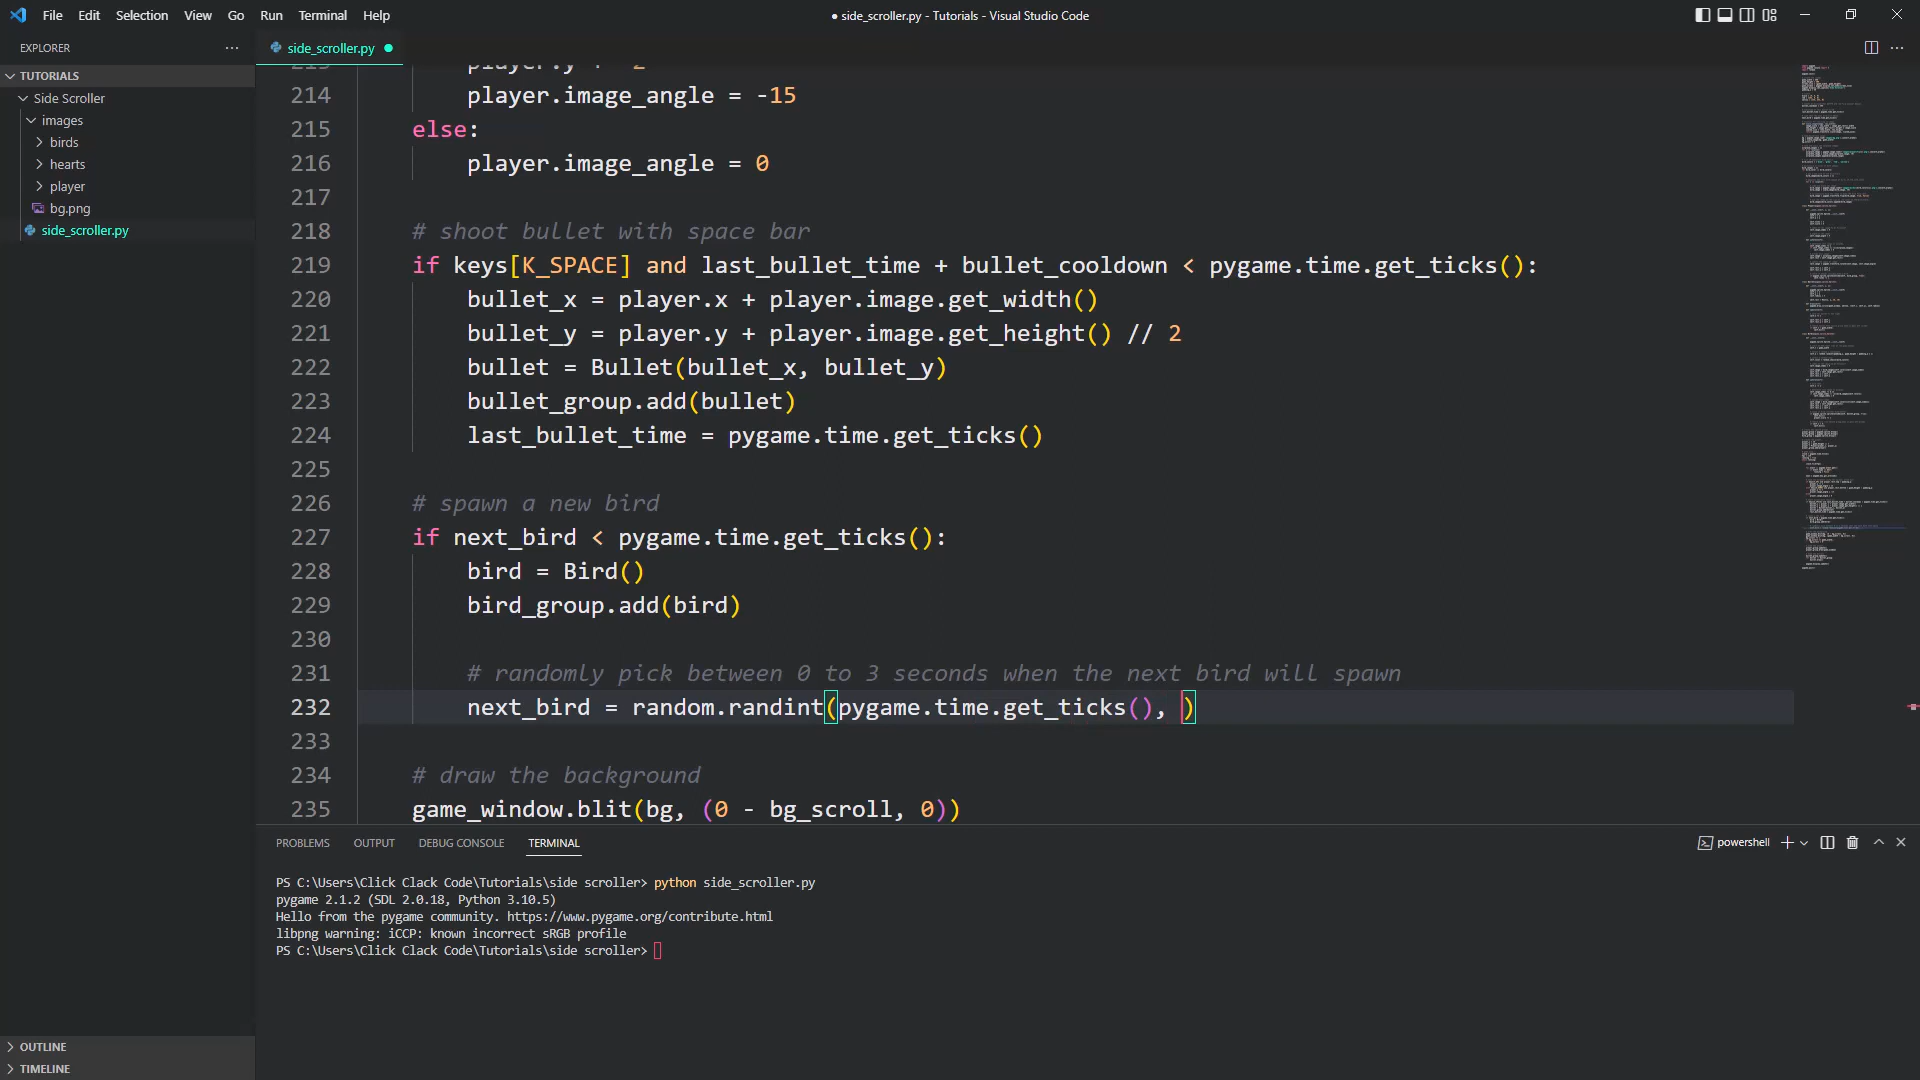 File Edit Selection View Go Run Terminal Help
● side_scroller.py - Tutorials - Visual Studio Code
EXPLORER
TUTORIALS
Side Scroller
images
birds
hearts
player
bg.png
side_scroller.py
side_scroller.py
214 player.image_angle = -15
215 else:
216 player.image_angle = 0
217
218 # shoot bullet with space bar
219 if keys[K_SPACE] and last_bullet_time + bullet_cooldown < pygame.time.get_ticks():
220 bullet_x = player.x + player.image.get_width()
221 bullet_y = player.y + player.image.get_height() // 2
222 bullet = Bullet(bullet_x, bullet_y)
223 bullet_group.add(bullet)
224 last_bullet_time = pygame.time.get_ticks()
225
226 # spawn a new bird
227 if next_bird < pygame.time.get_ticks():
228 bird = Bird()
229 bird_group.add(bird)
230
231 # randomly pick between 0 to 3 seconds when the next bird will spawn
232 next_bird = random.randint(pygame.time.get_ticks(), )
233
234 # draw the background
235 game_window.blit(bg, (0 - bg_scroll, 0))
PROBLEMS OUTPUT DEBUG CONSOLE TERMINAL
powershell
PS C:\Users\Click Clack Code\Tutorials\side scroller> python side_scroller.py
pygame 2.1.2 (SDL 2.0.18, Python 3.10.5)
Hello from the pygame community. https://www.pygame.org/contribute.html
libpng warning: iCCP: known incorrect sRGB profile
PS C:\Users\Click Clack Code\Tutorials\side scroller>
OUTLINE
TIMELINE